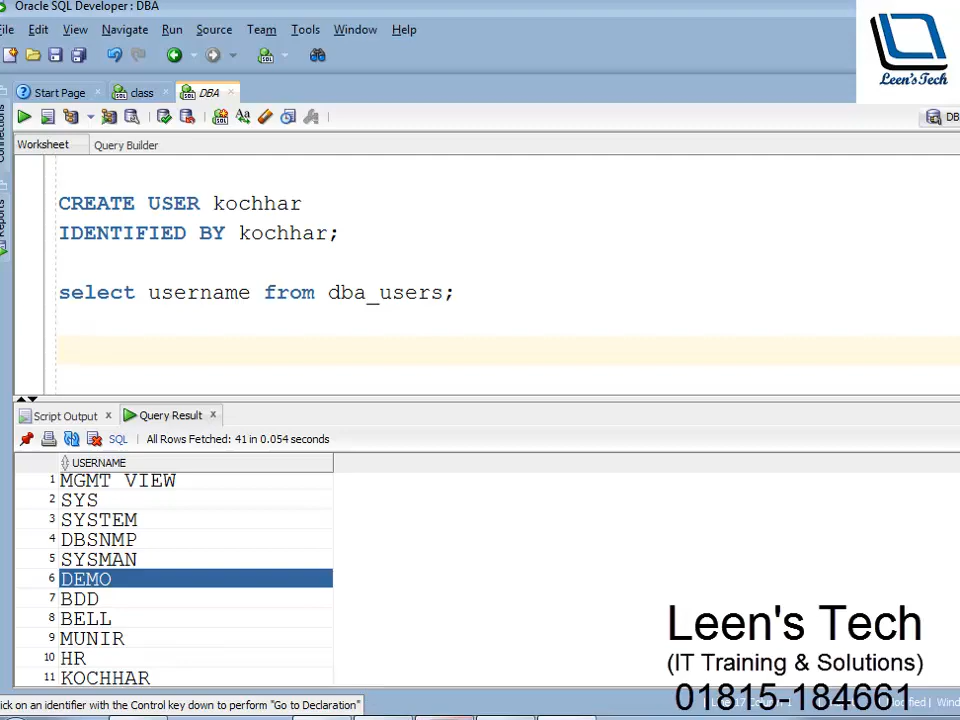 Oracle SQL Developer : DBA
File Edit View Navigate Run Source Team Tools Window Help
Leen'sTech
Start Page class DBA
Connections
DB
Worksheet Query Builder
Reports
CREATE USER kochhar
IDENTIFIED BY kochhar;
select username from dba_users;
Script Output Query Result
SQL All Rows Fetched: 41 in 0.054 seconds
USERNAME
1 MGMT VIEW
2 SYS
3 SYSTEM
4 DBSNMP
5 SYSMAN
6 DEMO
7 BDD
8 BELL
9 MUNIR
10 HR
11 KOCHHAR
Leen's Tech
(IT Training & Solutions)
01815-184661
ick on an identifier with the Control key down to perform "Go to Declaration"